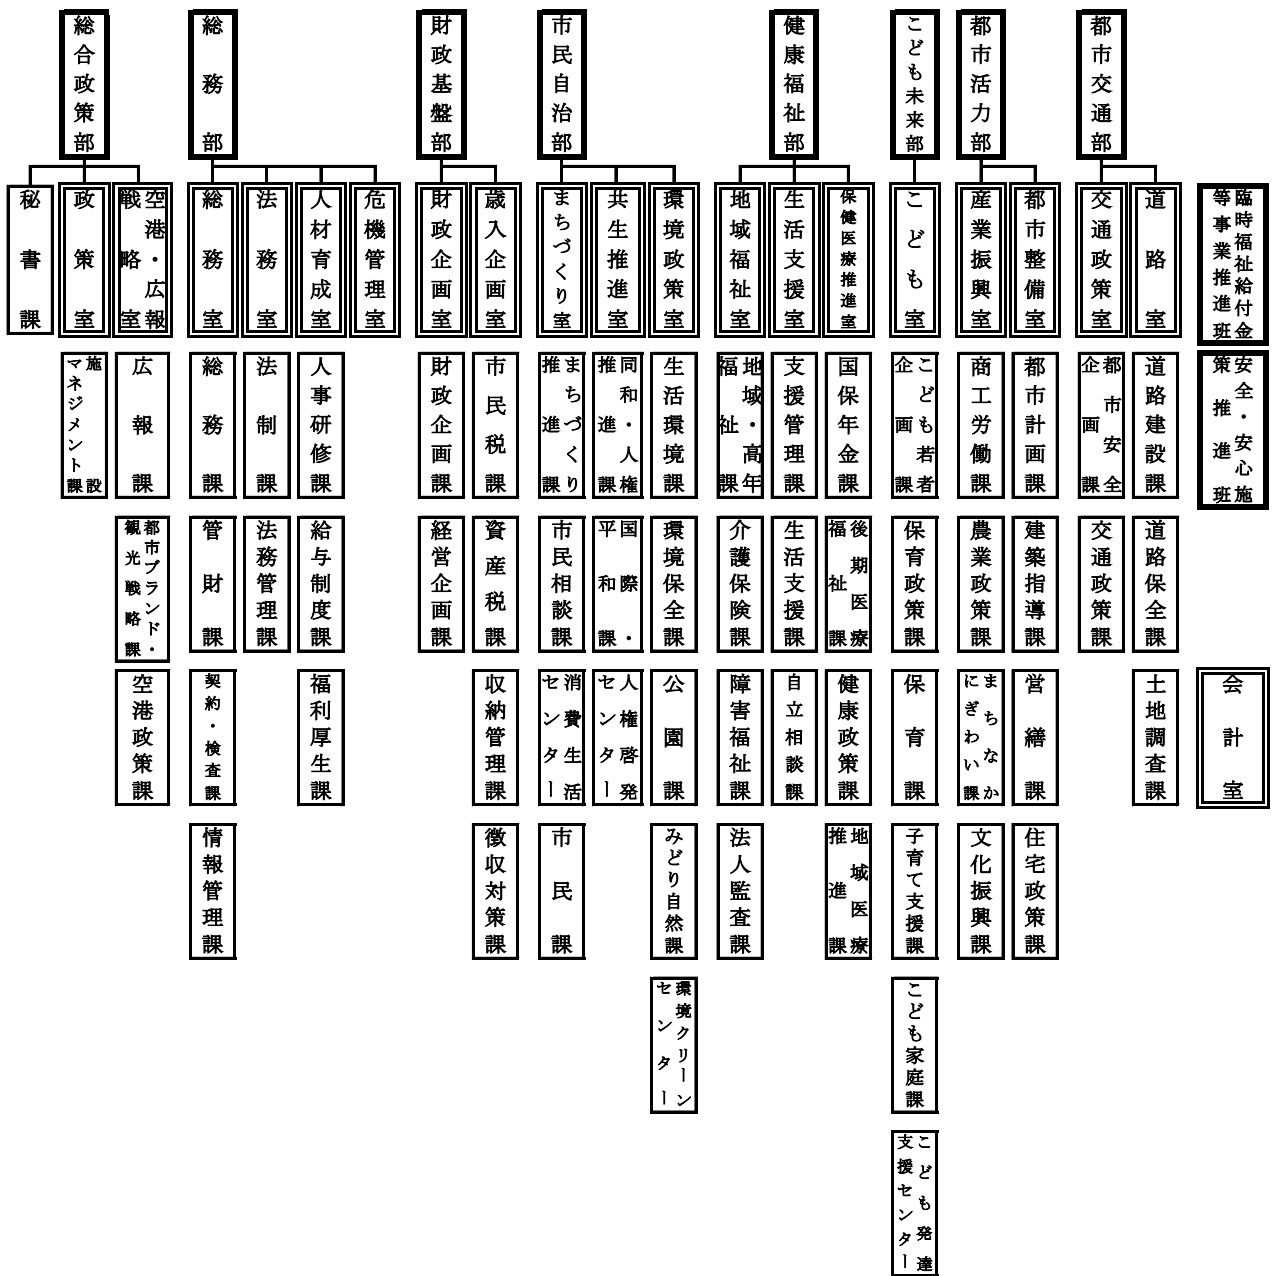 総合政策部
総務部
財政基盤部
市民自治部
健康福祉部
こども未来部
都市活力部
都市交通部
秘書課
政策室
空港・広報戦略室
総務室
法務室
人材育成室
危機管理室
財政企画室
歳入企画室
まちづくり室
共生推進室
環境政策室
地域福祉室
生活支援室
保健医療推進室
こども室
産業振興室
都市整備室
交通政策室
道路室
臨時福祉給付金等事業推進班
施設マネジメント課
広報課
総務課
法制課
人事研修課
財政企画課
市民税課
まちづくり推進課
同和・人権推進課
生活環境課
地域・高年福祉課
支援管理課
国保年金課
こども若者企画課
商工労働課
都市計画課
都市安全企画課
道路建設課
安全・安心施策推進班
都市ブランド・観光戦略課
管財課
法務管理課
給与制度課
経営企画課
資産税課
市民相談課
国際・平和課
環境保全課
介護保険課
生活支援課
後期医療福祉課
保育政策課
農業政策課
建築指導課
交通政策課
道路保全課
空港政策課
契約・検査課
福利厚生課
収納管理課
消費生活センター
人権啓発センター
公園課
障害福祉課
自立相談課
健康政策課
保育課
まちなかにぎわい課
営繕課
土地調査課
会計室
情報管理課
徴収対策課
市民課
みどり自然課
法人監査課
地域医療推進課
子育て支援課
文化振興課
住宅政策課
環境クリーンセンター
こども家庭課
こども発達支援センター